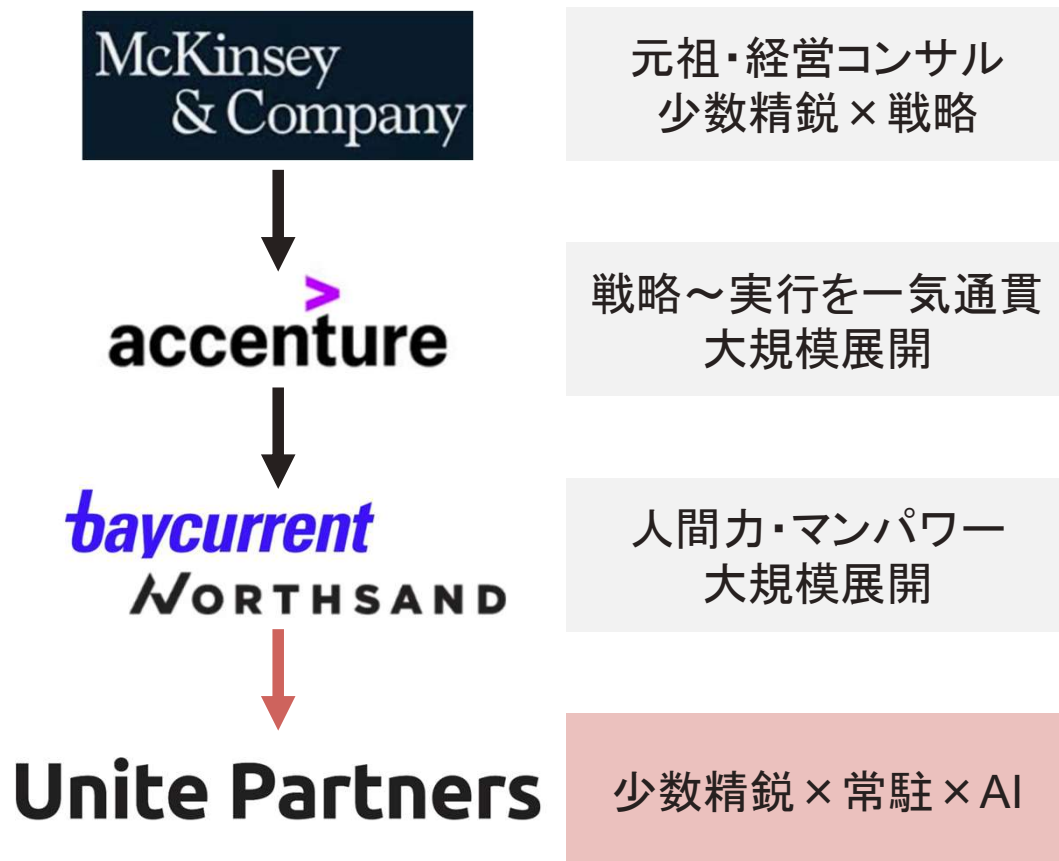 McKinsey
& Company
元祖・経営コンサル
少数精鋭×戦略
accenture
戦略～実行を一気通貫
大規模展開
baycurrent
NORTHSAND
人間力・マンパワー
大規模展開
Unite Partners
少数精鋭×常駐×AI